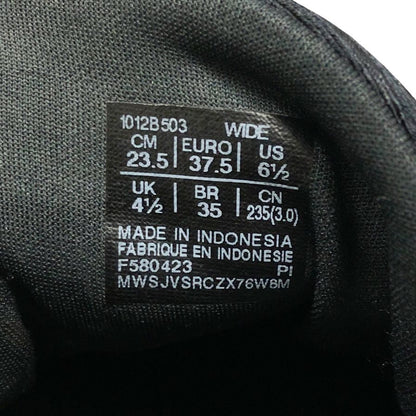 1012B503 WIDE
CM EURO US
23.5 37.5 6½
UK BR CN
4½ 35 235(3.0)
MADE IN INDONESIA
FABRIQUE EN INDONESIE
F580423 PI
MWSJVSRCZX76W8M